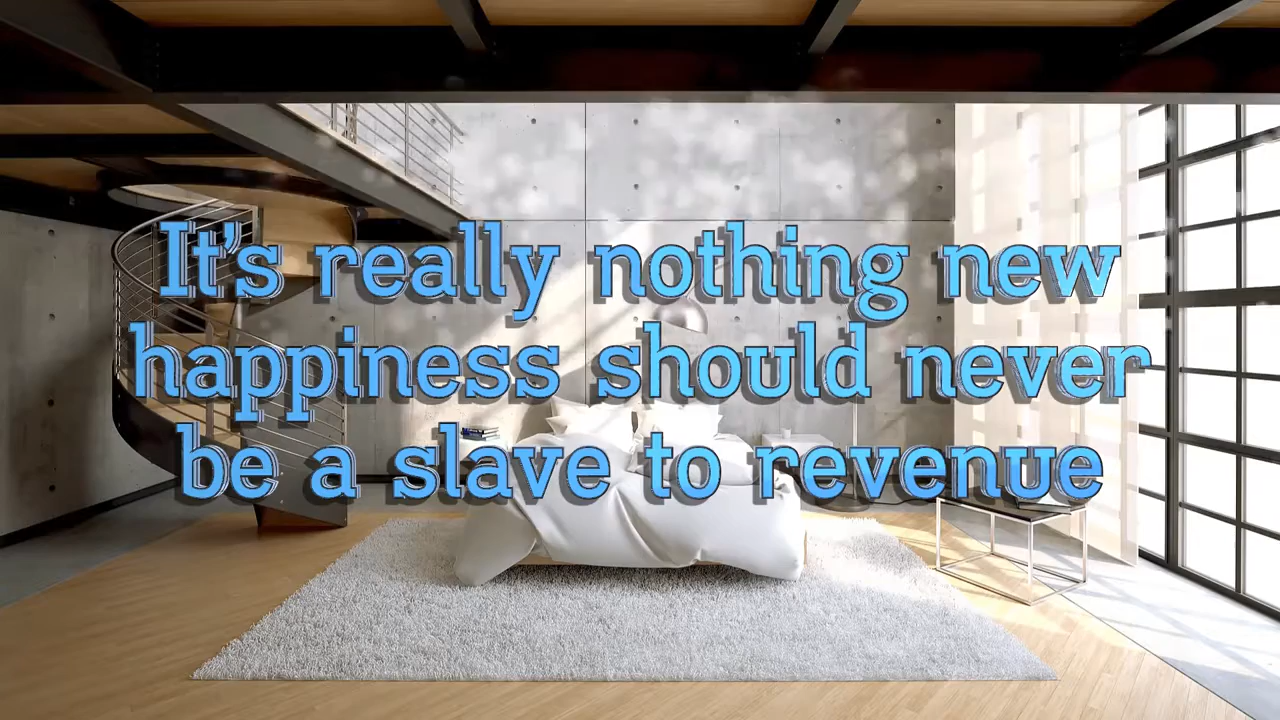 It's really nothing new
happiness should never
be a slave to revenue